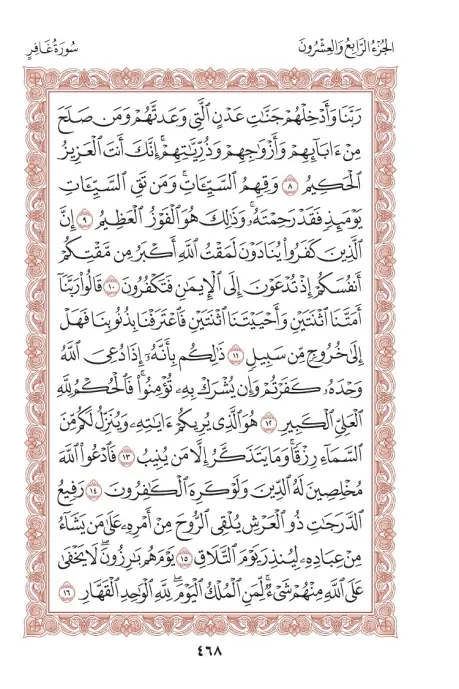 الجزء الرابع والعشرون
سورة غافر
رَبَّنَا وَأَدْخِلْهُمْ جَنَّٰتِ عَدْنٍ ٱلَّتِى وَعَدتَّهُمْ وَمَن صَلَحَ
مِنْ ءَابَآئِهِمْ وَأَزْوَٰجِهِمْ وَذُرِّيَّٰتِهِمْ ۚ إِنَّكَ أَنتَ ٱلْعَزِيزُ
ٱلْحَكِيمُ ٨ وَقِهِمُ ٱلسَّيِّـَٔاتِ ۚ وَمَن تَقِ ٱلسَّيِّـَٔاتِ
يَوْمَئِذٍ فَقَدْ رَحِمْتَهُۥ ۚ وَذَٰلِكَ هُوَ ٱلْفَوْزُ ٱلْعَظِيمُ ٩ إِنَّ
ٱلَّذِينَ كَفَرُوا۟ يُنَادَوْنَ لَمَقْتُ ٱللَّهِ أَكْبَرُ مِن مَّقْتِكُمْ
أَنفُسَكُمْ إِذْ تُدْعَوْنَ إِلَى ٱلْإِيمَٰنِ فَتَكْفُرُونَ ١٠ قَالُوا۟ رَبَّنَآ
أَمَتَّنَا ٱثْنَتَيْنِ وَأَحْيَيْتَنَا ٱثْنَتَيْنِ فَٱعْتَرَفْنَا بِذُنُوبِنَا فَهَلْ
إِلَىٰ خُرُوجٍ مِّن سَبِيلٍ ١١ ذَٰلِكُم بِأَنَّهُۥٓ إِذَا دُعِىَ ٱللَّهُ
وَحْدَهُۥ كَفَرْتُمْ ۖ وَإِن يُشْرَكْ بِهِۦ تُؤْمِنُوا۟ ۚ فَٱلْحُكْمُ لِلَّهِ
ٱلْعَلِىِّ ٱلْكَبِيرِ ١٢ هُوَ ٱلَّذِى يُرِيكُمْ ءَايَٰتِهِۦ وَيُنَزِّلُ لَكُم مِّنَ
ٱلسَّمَآءِ رِزْقًا ۚ وَمَا يَتَذَكَّرُ إِلَّا مَن يُنِيبُ ١٣ فَٱدْعُوا۟ ٱللَّهَ
مُخْلِصِينَ لَهُ ٱلدِّينَ وَلَوْ كَرِهَ ٱلْكَٰفِرُونَ ١٤ رَفِيعُ
ٱلدَّرَجَٰتِ ذُو ٱلْعَرْشِ يُلْقِى ٱلرُّوحَ مِنْ أَمْرِهِۦ عَلَىٰ مَن يَشَآءُ
مِنْ عِبَادِهِۦ لِيُنذِرَ يَوْمَ ٱلتَّلَاقِ ١٥ يَوْمَ هُم بَٰرِزُونَ ۖ لَا يَخْفَىٰ
عَلَى ٱللَّهِ مِنْهُمْ شَىْءٌ ۚ لِّمَنِ ٱلْمُلْكُ ٱلْيَوْمَ ۖ لِلَّهِ ٱلْوَٰحِدِ ٱلْقَهَّارِ ١٦
٤٦٨